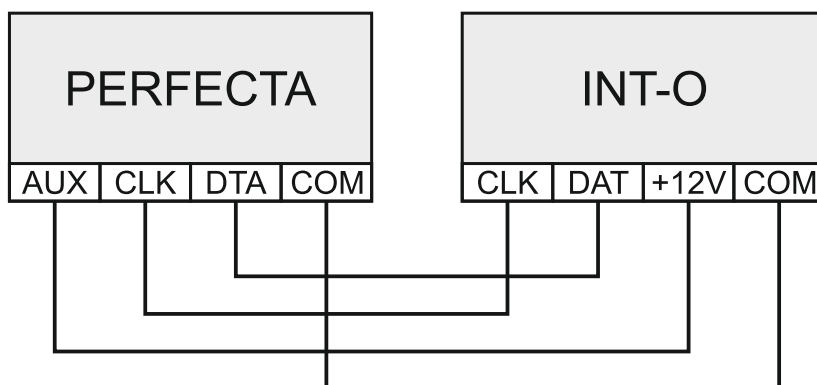 PERFECTA INT-O
AUX CLK DTA COM CLK DAT +12V COM